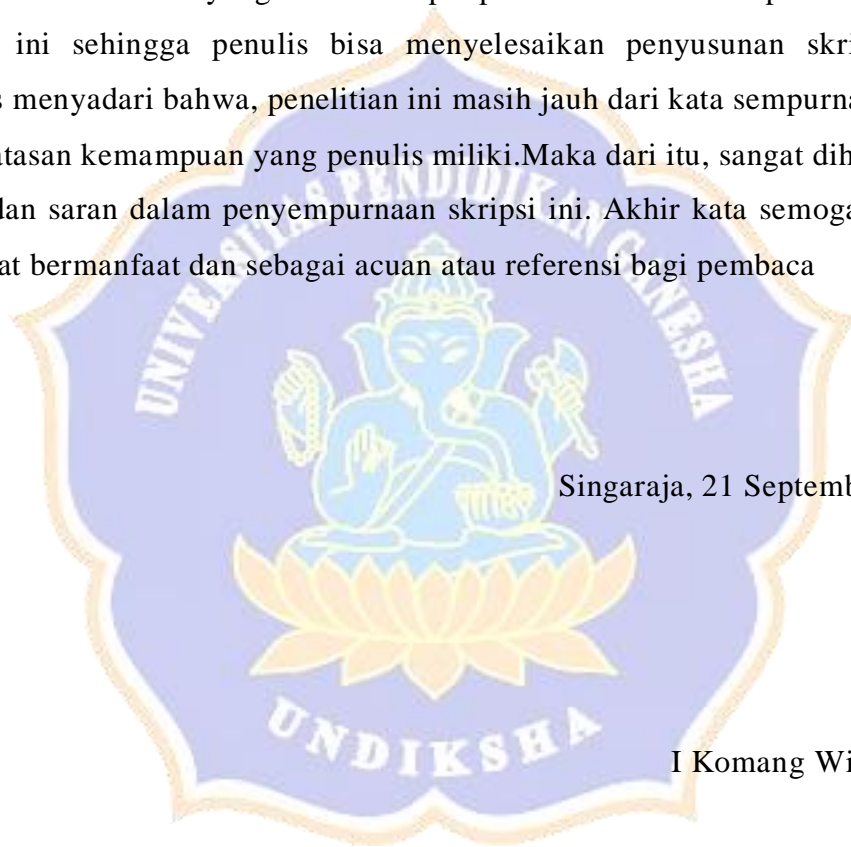 ini sehingga penulis bisa menyelesaikan penyusunan skri
s menyadari bahwa, penelitian ini masih jauh dari kata sempurna
atasan kemampuan yang penulis miliki.Maka dari itu, sangat dih
dan saran dalam penyempurnaan skripsi ini. Akhir kata semoga
at bermanfaat dan sebagai acuan atau referensi bagi pembaca
UNIVERSITAS PENDIDIKAN GANESHA
Singaraja, 21 Septemb
UNDIKSHA
I Komang Wi